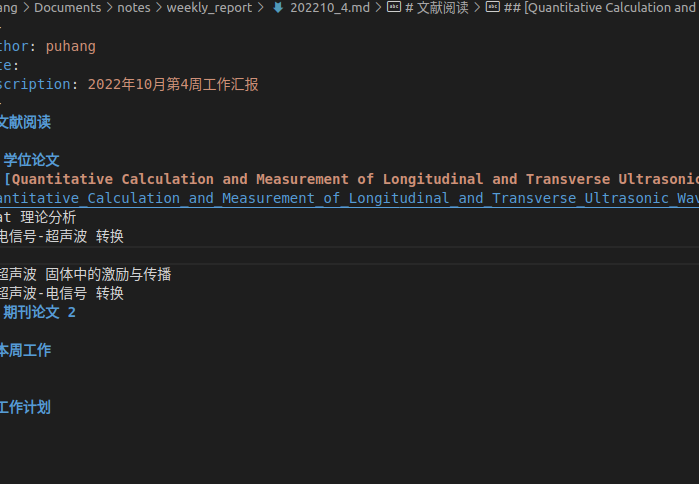 ang > Documents > notes > weekly_report > 202210_4.md > # 文献阅读 > ## [Quantitative Calculation and
thor: puhang
te:
scription: 2022年10月第4周工作汇报
文献阅读
学位论文
[Quantitative Calculation and Measurement of Longitudinal and Transverse Ultrasonic
antitative_Calculation_and_Measurement_of_Longitudinal_and_Transverse_Ultrasonic_Wav
at 理论分析
电信号-超声波 转换
超声波 固体中的激励与传播
超声波-电信号 转换
期刊论文 2
本周工作
工作计划